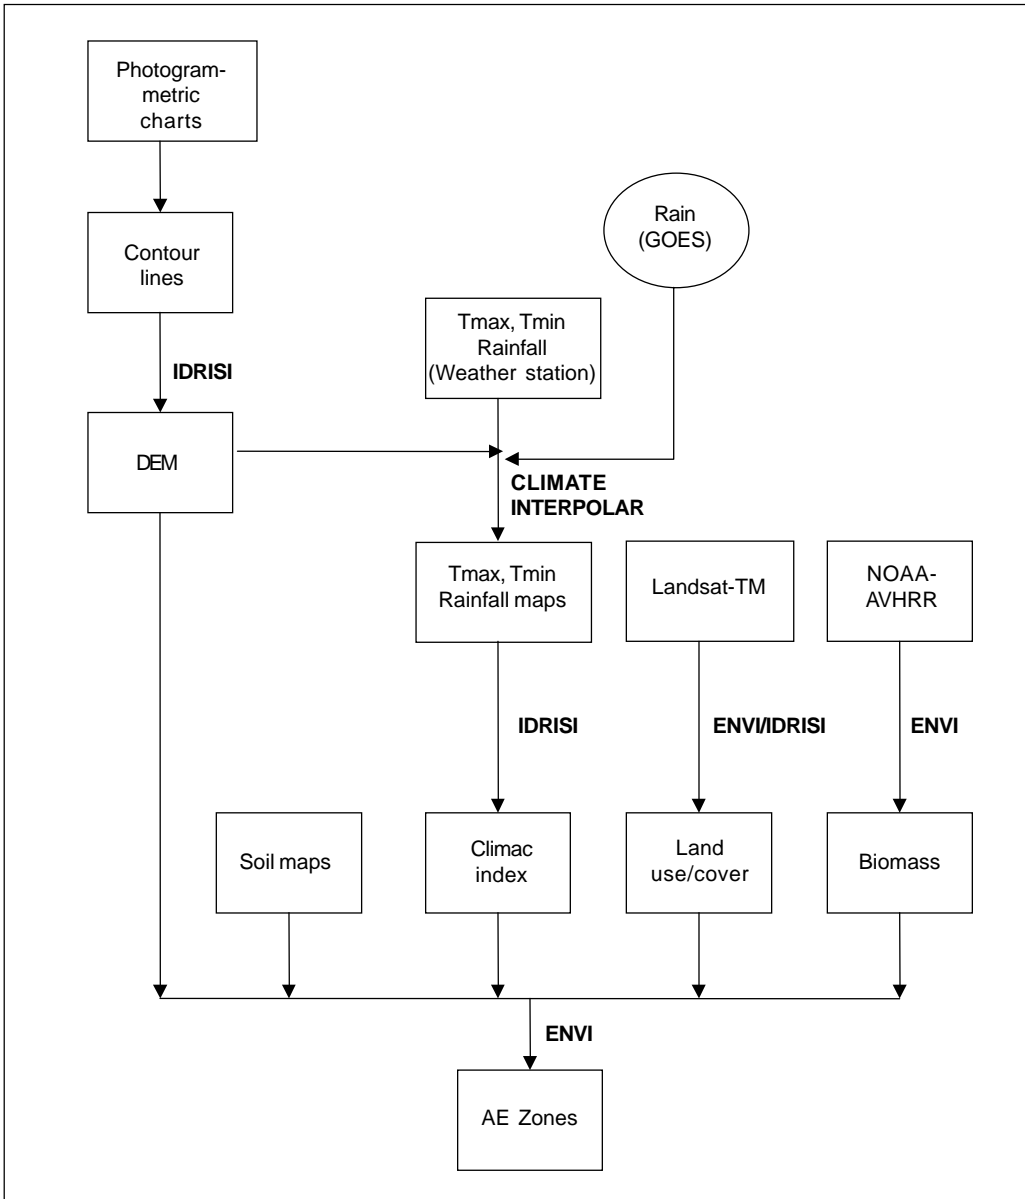 Photogram-
metric
charts
Contour
lines
Rain
(GOES)
Tmax, Tmin
Rainfall
(Weather station)
IDRISI
DEM
CLIMATE
INTERPOLAR
Tmax, Tmin
Rainfall maps
Landsat-TM
NOAA-
AVHRR
IDRISI
ENVI/IDRISI
ENVI
Soil maps
Climac
index
Land
use/cover
Biomass
ENVI
AE Zones